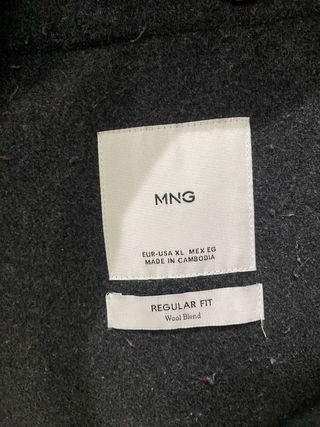 MNG
EUR-USA XL MEX EG
MADE IN CAMBODIA
REGULAR FIT
Wool Blend